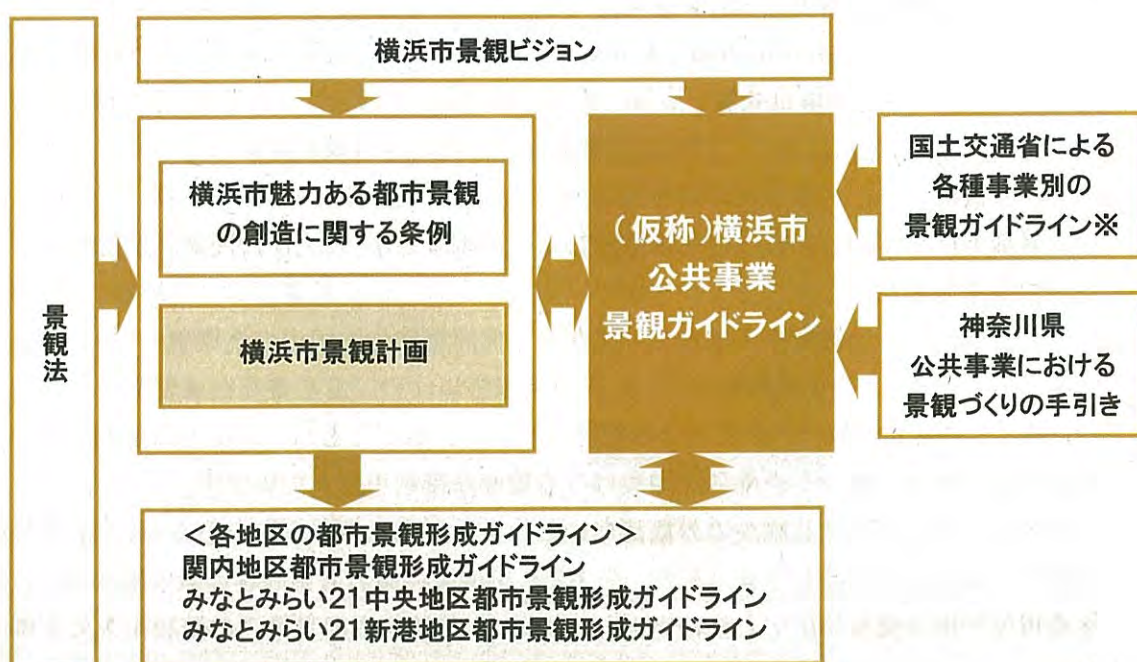 横浜市景観ビジョン
景観法
横浜市魅力ある都市景観
の創造に関する条例
横浜市景観計画
(仮称)横浜市
公共事業
景観ガイドライン
国土交通省による
各種事業別の
景観ガイドライン※
神奈川県
公共事業における
景観づくりの手引き
<各地区の都市景観形成ガイドライン>
関内地区都市景観形成ガイドライン
みなとみらい21中央地区都市景観形成ガイドライン
みなとみらい21新港地区都市景観形成ガイドライン